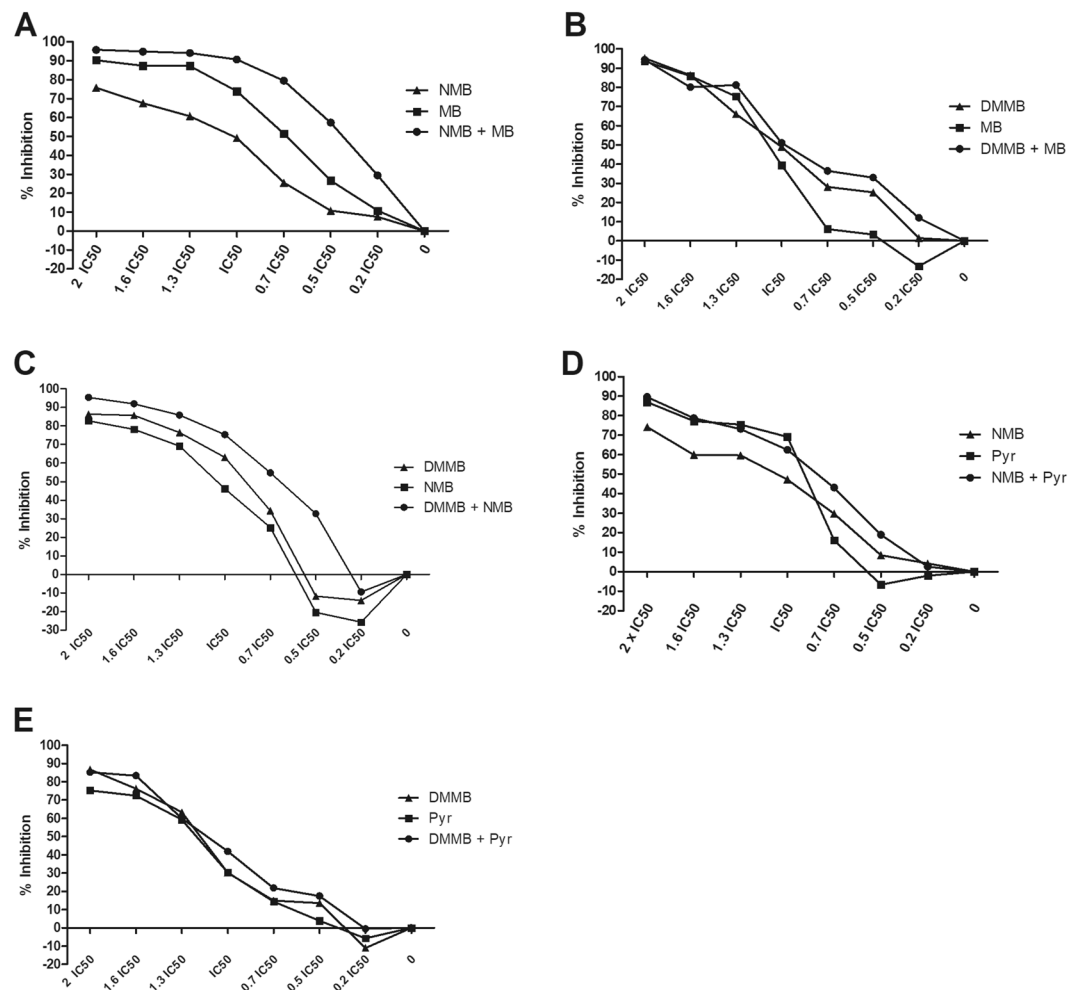 A
100
90
80
70
60
50
40
30
20
10
0
-10
-20
% Inhibition
2 IC50
1.6 IC50
1.3 IC50
IC50
0.7 IC50
0.5 IC50
0.2 IC50
0
NMB
MB
NMB + MB
B
100
90
80
70
60
50
40
30
20
10
0
-10
-20
% Inhibition
2 IC50
1.6 IC50
1.3 IC50
IC50
0.7 IC50
0.5 IC50
0.2 IC50
0
DMMB
MB
DMMB + MB
C
100
90
80
70
60
50
40
30
20
10
0
-10
-20
-30
% Inhibition
2 IC50
1.6 IC50
1.3 IC50
IC50
0.7 IC50
0.5 IC50
0.2 IC50
0
DMMB
NMB
DMMB + NMB
D
100
90
80
70
60
50
40
30
20
10
0
-10
-20
% Inhibition
2 x IC50
1.6 IC50
1.3 IC50
IC50
0.7 IC50
0.5 IC50
0.2 IC50
0
NMB
Pyr
NMB + Pyr
E
100
90
80
70
60
50
40
30
20
10
0
-10
-20
% Inhibition
2 IC50
1.6 IC50
1.3 IC50
IC50
0.7 IC50
0.5 IC50
0.2 IC50
0
DMMB
Pyr
DMMB + Pyr